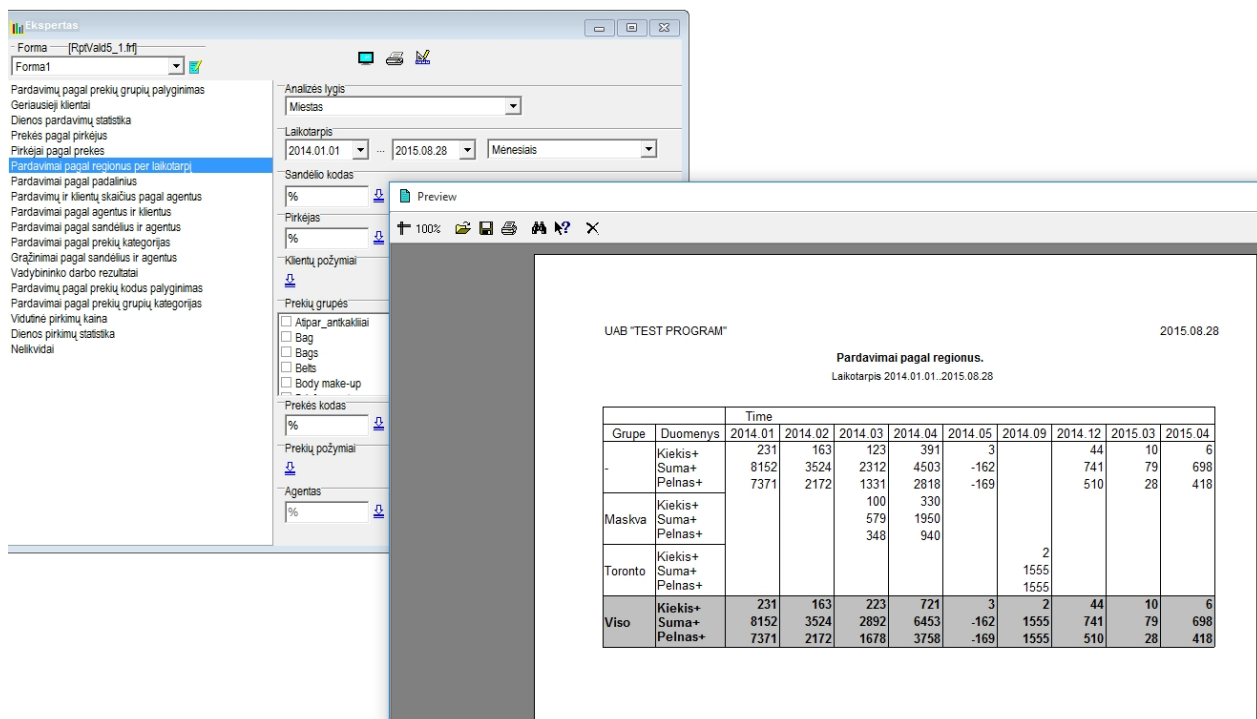 Ekspertas
Forma [RptVald5_1.frf]
Forma1
Pardavimų pagal prekių grupių palyginimas
Geriausieji klientai
Dienos pardavimų statistika
Prekės pagal pirkėjus
Pirkėjai pagal prekes
Pardavimai pagal regionus per laikotarpį
Pardavimai pagal padalinius
Pardavimų ir klientų skaičius pagal agentus
Pardavimai pagal agentus ir klientus
Pardavimai pagal sandėlius ir agentus
Pardavimai pagal prekių kategorijas
Grąžinimai pagal sandėlius ir agentus
Vadybininko darbo rezultatai
Pardavimų pagal prekių kodus palyginimas
Pardavimai pagal prekių grupių kategorijas
Vidutinė pirkimų kaina
Dienos pirkimų statistika
Nelikvidai
Analizės lygis
Miestas
Laikotarpis
2014.01.01 ... 2015.08.28 Mėnesiais
Sandėlio kodas
%
Pirkėjas
%
Klientų požymiai
Prekių grupės
Atipar_antkakliiai
Bag
Bags
Belts
Body make-up
Prekės kodas
%
Prekių požymiai
Agentas
%
Preview
100%
UAB "TEST PROGRAM" 2015.08.28
Pardavimai pagal regionus.
Laikotarpis 2014.01.01..2015.08.28
Time
Grupe Duomenys 2014.01 2014.02 2014.03 2014.04 2014.05 2014.09 2014.12 2015.03 2015.04
Kiekis+ 231 163 123 391 3 44 10 6
- Suma+ 8152 3524 2312 4503 -162 741 79 698
Pelnas+ 7371 2172 1331 2818 -169 510 28 418
Kiekis+ 100 330
Maskva Suma+ 579 1950
Pelnas+ 348 940
Kiekis+ 2
Toronto Suma+ 1555
Pelnas+ 1555
Kiekis+ 231 163 223 721 3 2 44 10 6
Viso Suma+ 8152 3524 2892 6453 -162 1555 741 79 698
Pelnas+ 7371 2172 1678 3758 -169 1555 510 28 418